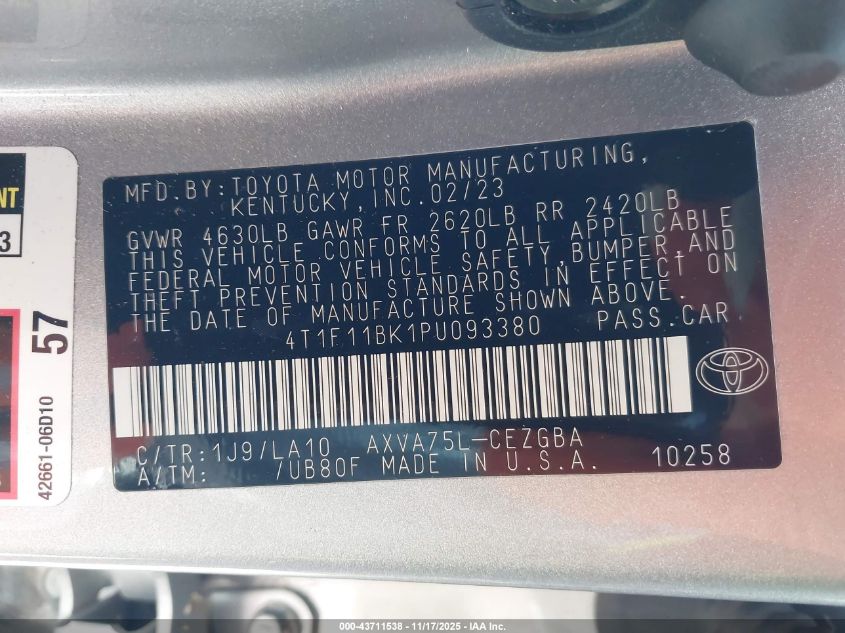 MFD.BY:TOYOTA MOTOR MANUFACTURING,
KENTUCKY,INC.02/23
GVWR 4630LB GAWR FR 2620LB RR 2420LB
THIS VEHICLE CONFORMS TO ALL APPLICABLE
FEDERAL MOTOR VEHICLE SAFETY,BUMPER,AND
THEFT PREVENTION STANDARDS IN EFFECT ON
THE DATE OF MANUFACTURE SHOWN ABOVE.
4T1F11BK1PU093380 PASS.CAR
C/TR:1J9/LA10 AXVA75L-CEZGBA
A/TM: 7UB80F MADE IN U.S.A. 10258
57
42661-06D10
000-43711538 - 11/17/2025 - IAA Inc.